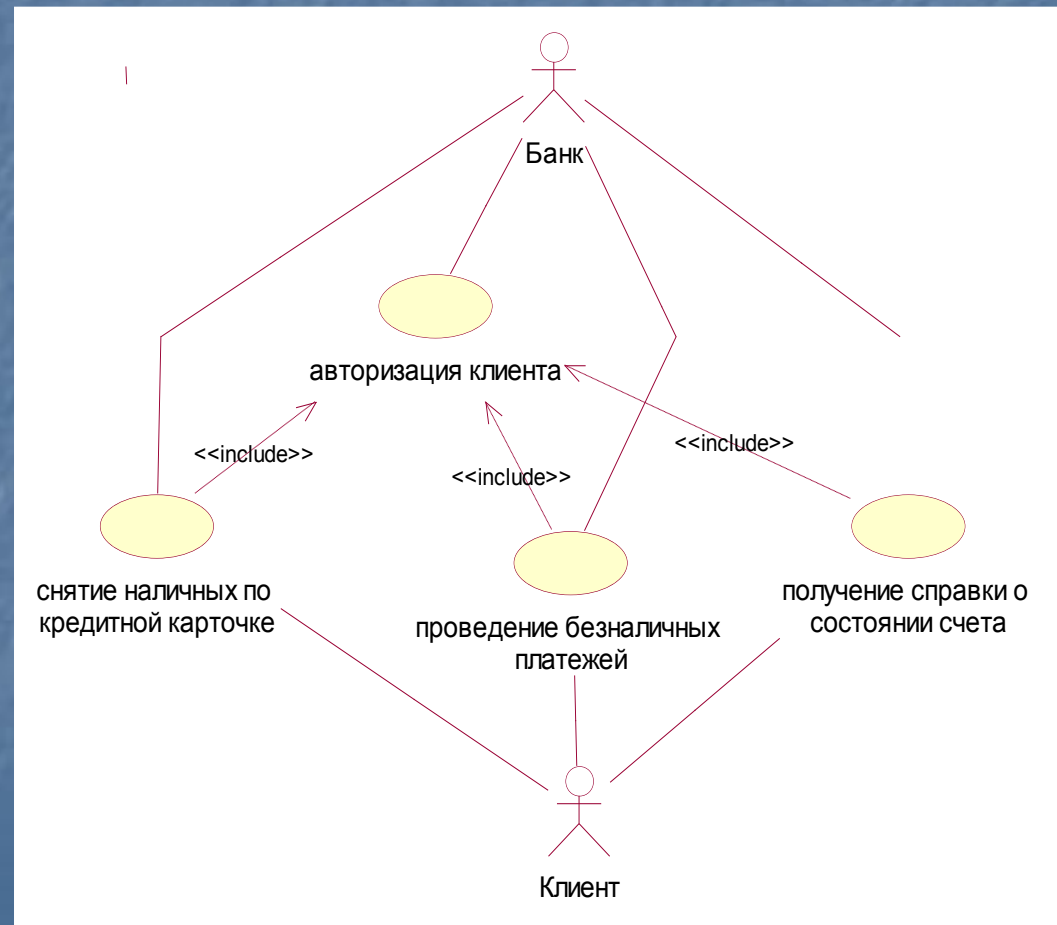 Банк
авторизация клиента
<<include>>
<<include>>
<<include>>
снятие наличных по
кредитной карточке
проведение безналичных
платежей
получение справки о
состоянии счета
Клиент